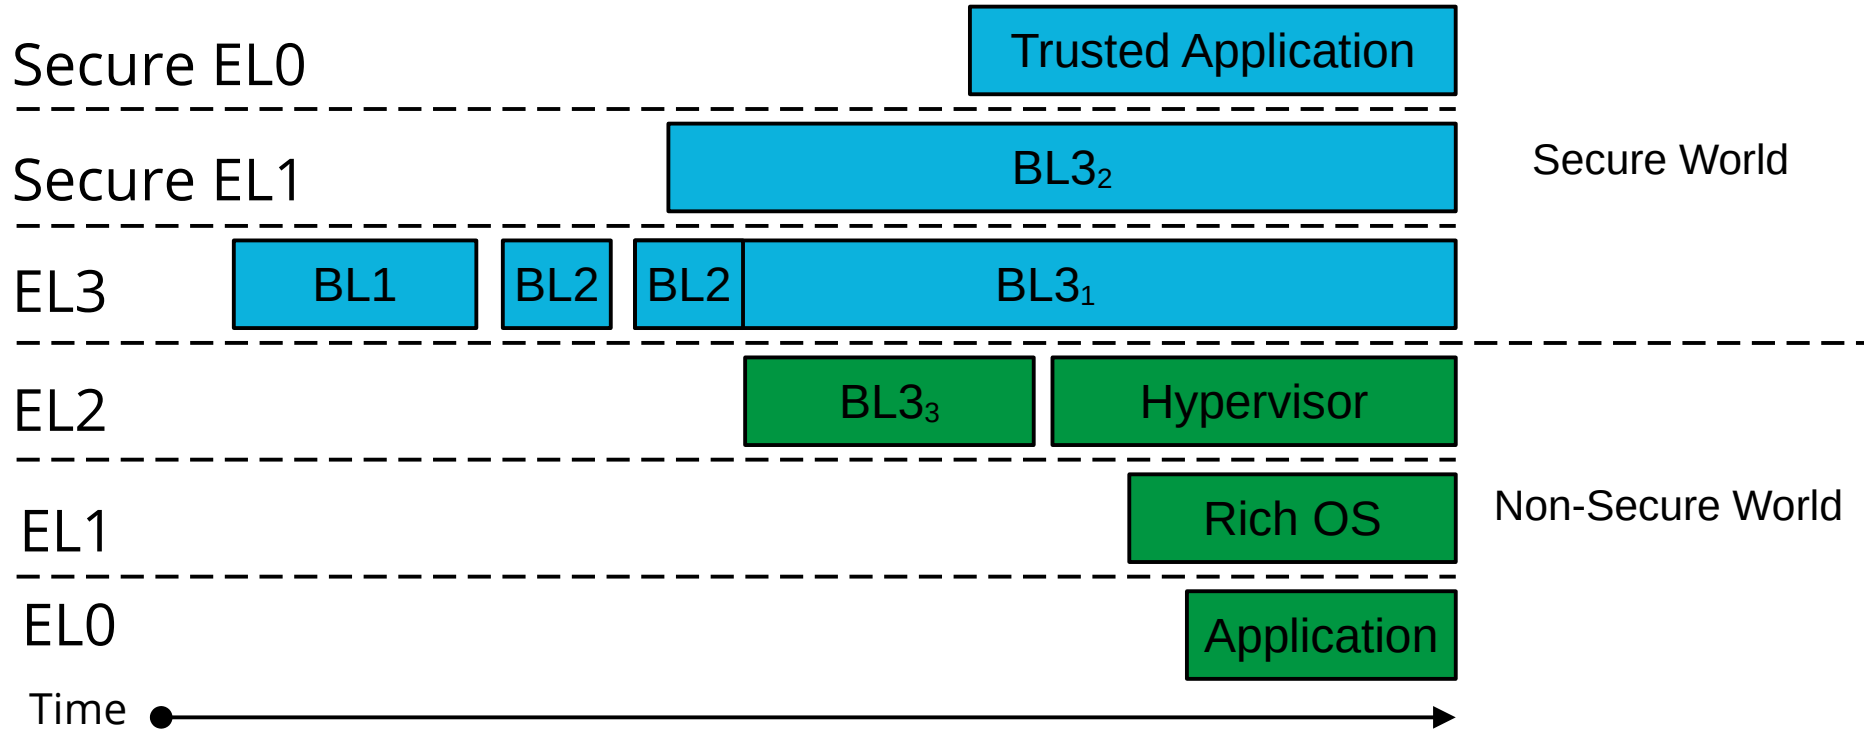 Secure EL0
Trusted Application
Secure EL1
BL3₂
Secure World
EL3
BL1
BL2
BL2
BL3₁
EL2
BL3₃
Hypervisor
EL1
Rich OS
Non-Secure World
EL0
Application
Time